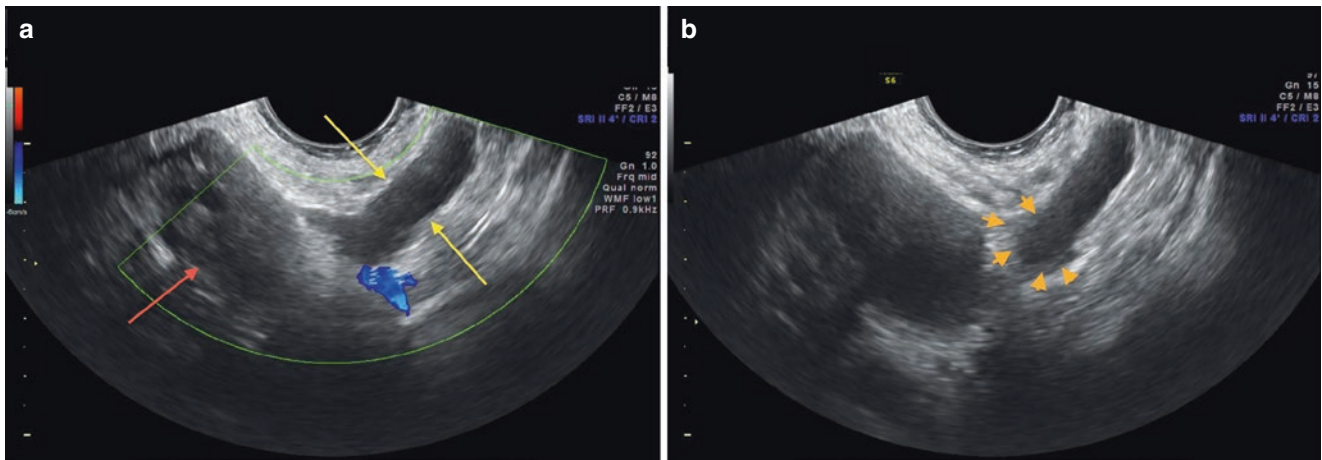 a
C5 / M8
FF2 / E3
SRI II 4* / CRI 2
Gn 1.0
Frq mid
Qual norm
WMF low1
PRF 0.9kHz
b
S6
Gn 15
C5 / M8
FF2 / E3
SRI II 4* / CRI 2